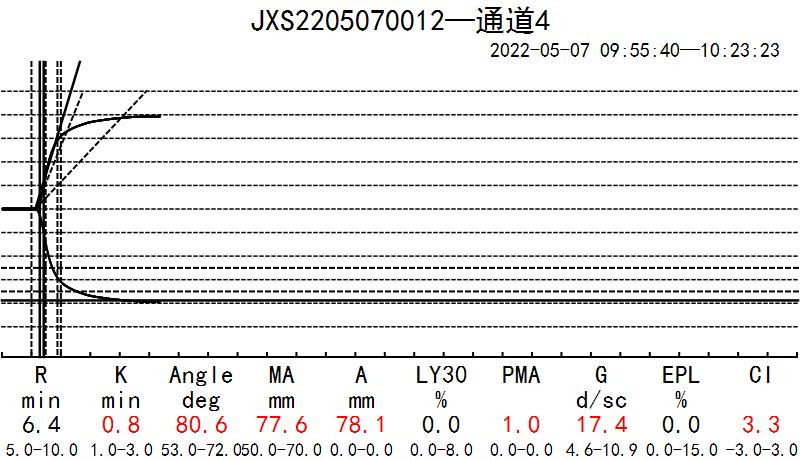 JXS2205070012—通道4
2022-05-07 09:55:40—10:23:23
R K Angle MA A LY30 PMA G EPL CI
min min deg mm mm % d/sc %
6.4 0.8 80.6 77.6 78.1 0.0 1.0 17.4 0.0 3.3
5.0-10.0 1.0-3.0 53.0-72.0 50.0-70.0 0.0-0.0 0.0-8.0 0.0-0.0 4.6-10.9 0.0-15.0 -3.0-3.0